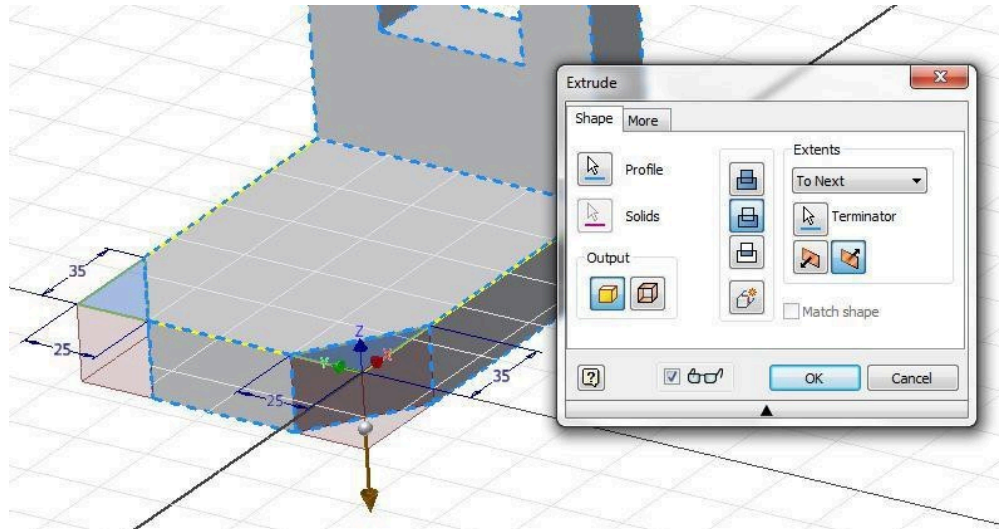 Extrude
Shape
More
Profile
Solids
Output
Extents
To Next
Terminator
Match shape
?
OK
Cancel
35
25
25
35
Z
Y
X